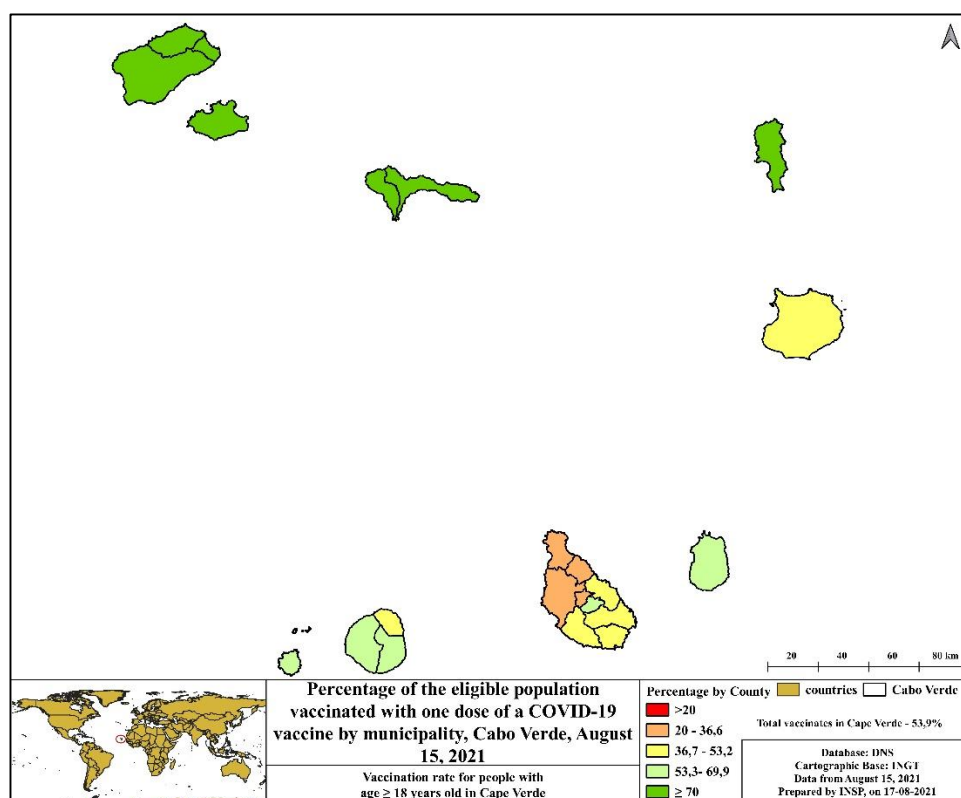 20 40 60 80 km
Percentage of the eligible population
vaccinated with one dose of a COVID-19
vaccine by municipality, Cabo Verde, August
15, 2021
Vaccination rate for people with
age ≥ 18 years old in Cape Verde
Percentage by County
>20
20 - 36,6
36,7 - 53,2
53,3- 69,9
≥ 70
countries
Cabo Verde
Total vaccinates in Cape Verde - 53,9%
Database: DNS
Cartographic Base: INGT
Data from August 15, 2021
Prepared by INSP, on 17-08-2021